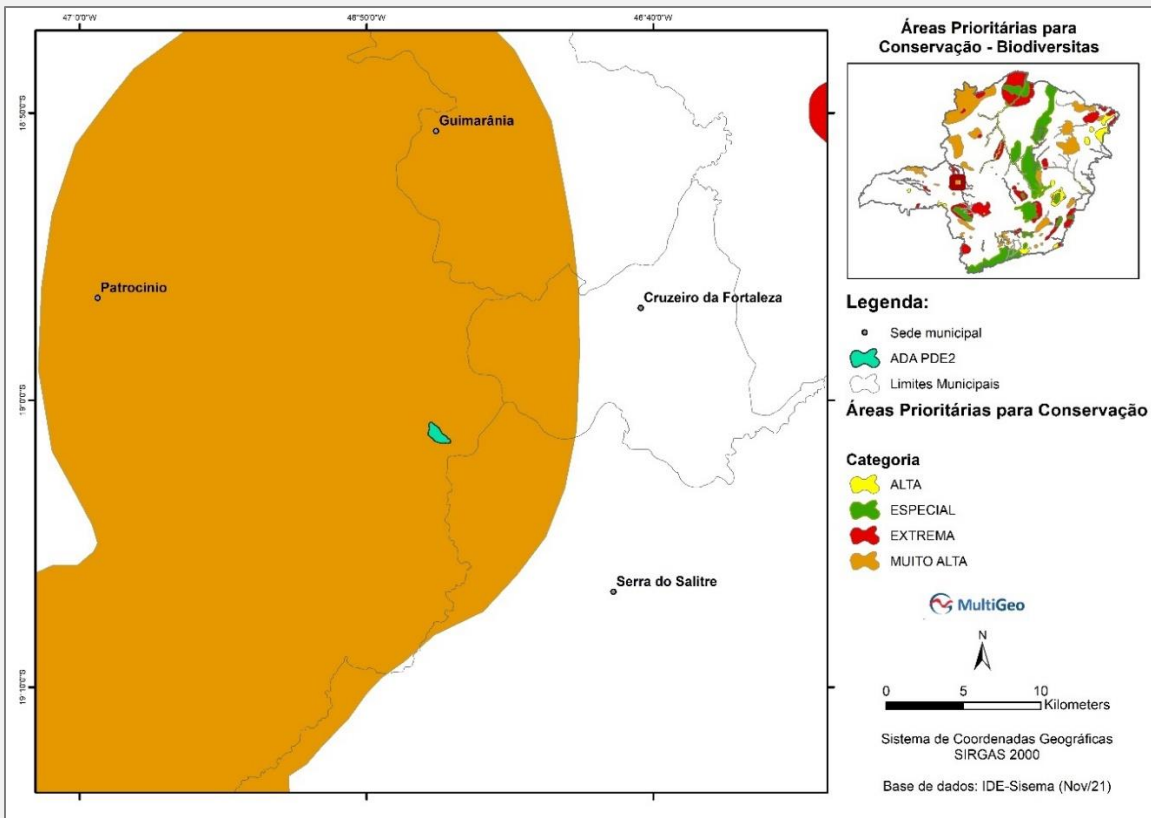 47°0'0"W
46°50'0"W
46°40'0"W
Áreas Prioritárias para
Conservação - Biodiversitas
18°50'0"S
Guimarânia
Patrocínio
Cruzeiro da Fortaleza
Legenda:
Sede municipal
ADA PDE2
Limites Municipais
19°0'0"S
Áreas Prioritárias para Conservação
Categoria
ALTA
ESPECIAL
EXTREMA
MUITO ALTA
Serra do Salitre
MultiGeo
N
19°10'0"S
0 5 10
Kilometers
Sistema de Coordenadas Geográficas
SIRGAS 2000
Base de dados: IDE-Sisema (Nov/21)